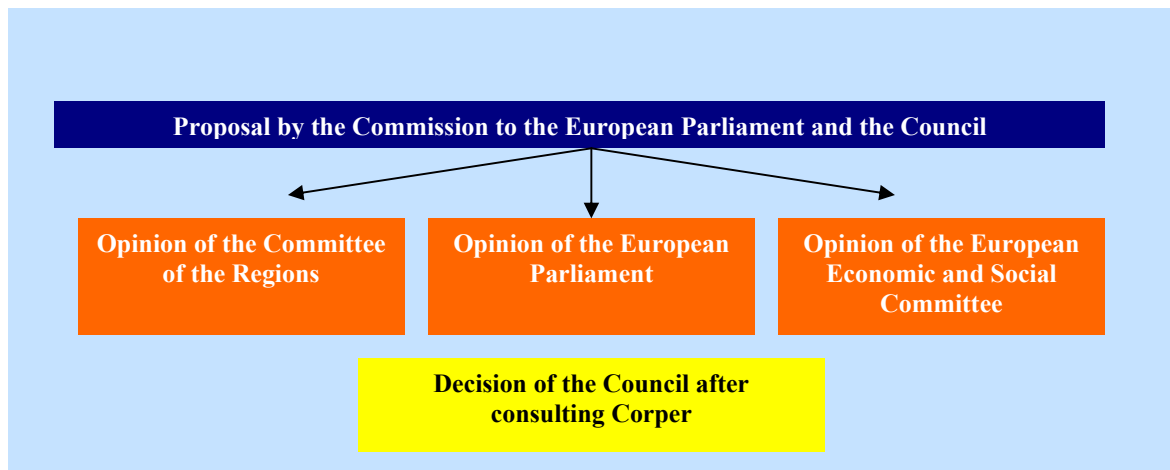 Proposal by the Commission to the European Parliament and the Council
Opinion of the Committee
of the Regions
Opinion of the European
Parliament
Opinion of the European
Economic and Social
Committee
Decision of the Council after
consulting Corper